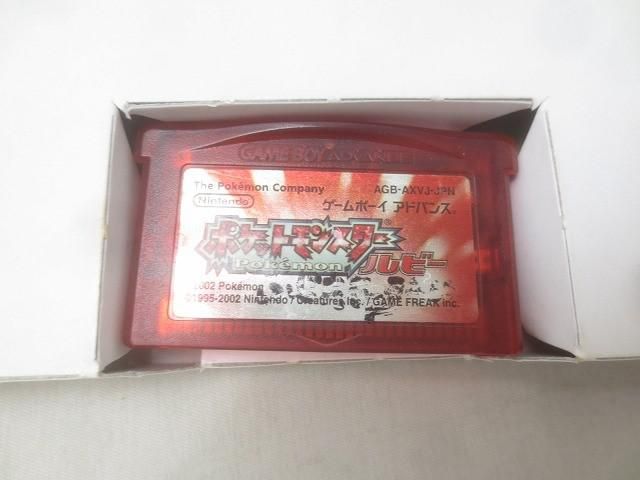 GAME BOY ADVANCE
The Pokémon Company AGB-AXVJ-JPN
Nintendo ゲームボーイ アドバンス®
ポケットモンスター®
Pokémon ルビー
2002 Pokémon
©1995-2002 Nintendo / Creatures inc. / GAME FREAK inc.